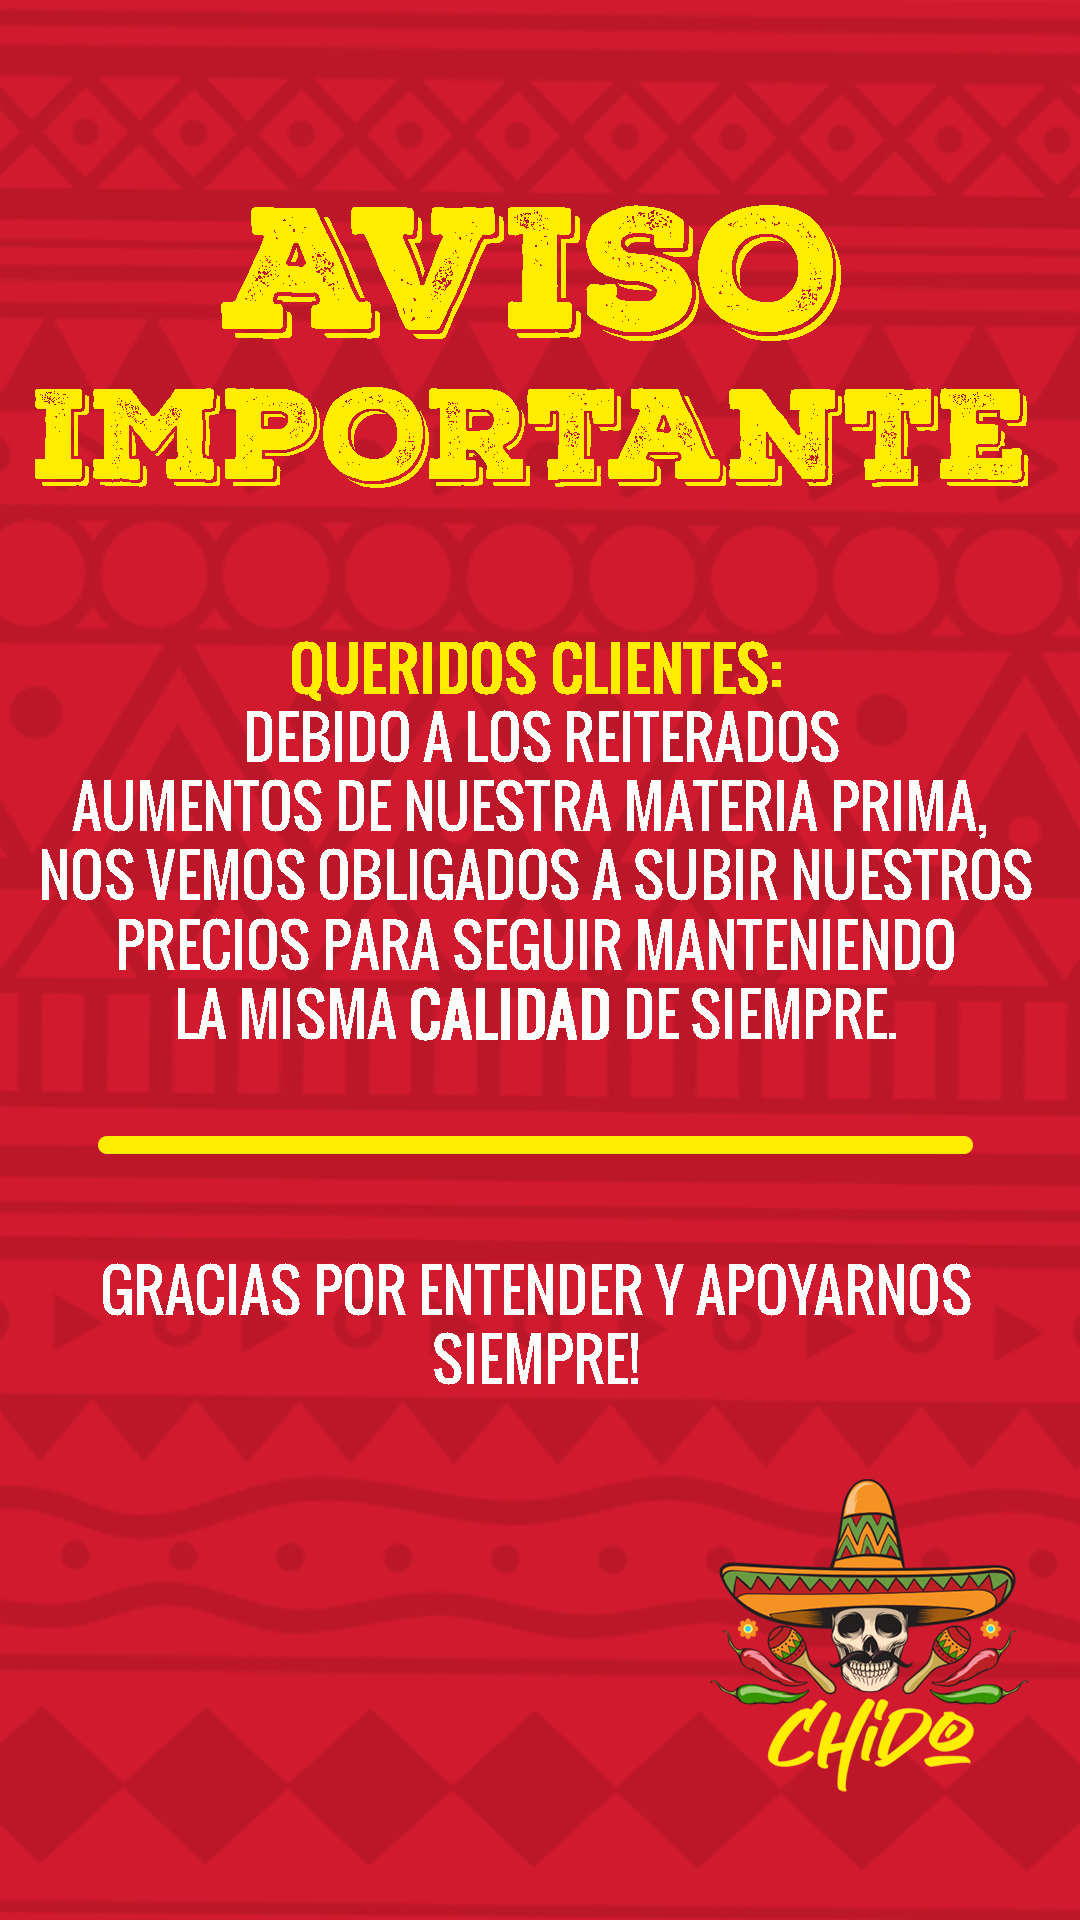 AVISO
IMPORTANTE
QUERIDOS CLIENTES:
DEBIDO A LOS REITERADOS
AUMENTOS DE NUESTRA MATERIA PRIMA,
NOS VEMOS OBLIGADOS A SUBIR NUESTROS
PRECIOS PARA SEGUIR MANTENIENDO
LA MISMA CALIDAD DE SIEMPRE.
GRACIAS POR ENTENDER Y APOYARNOS
SIEMPRE!
CHiDO